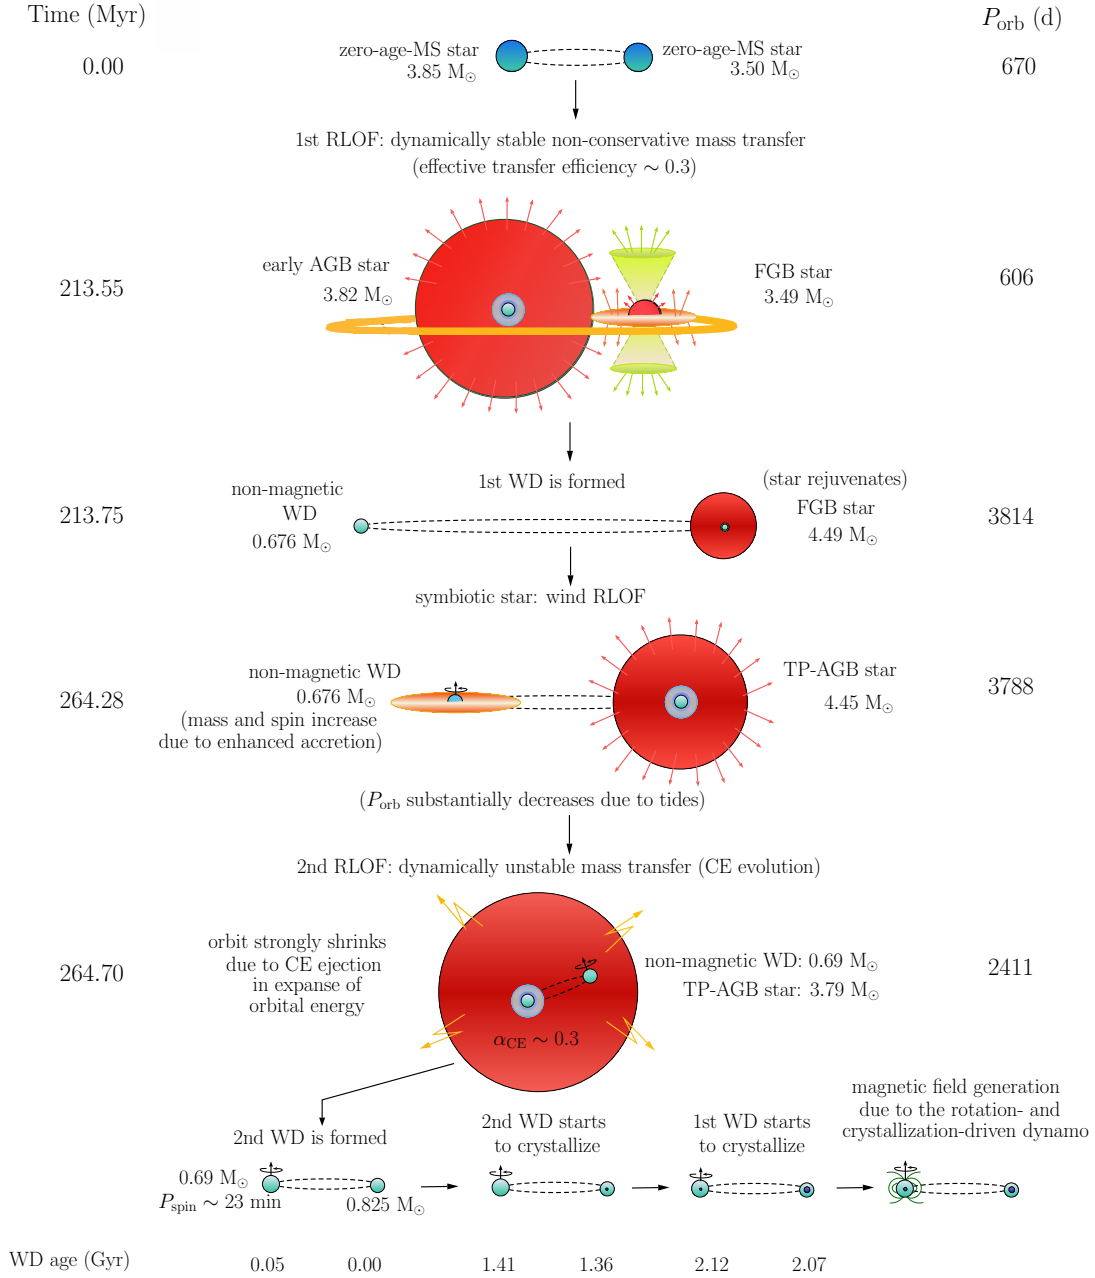 Time (Myr)
P_orb (d)
zero-age-MS star
3.85 M⊙
zero-age-MS star
3.50 M⊙
0.00
670
1st RLOF: dynamically stable non-conservative mass transfer
(effective transfer efficiency ∼ 0.3)
early AGB star
3.82 M⊙
FGB star
3.49 M⊙
213.55
606
1st WD is formed
non-magnetic
WD
0.676 M⊙
(star rejuvenates)
FGB star
4.49 M⊙
213.75
3814
symbiotic star: wind RLOF
non-magnetic WD
0.676 M⊙
(mass and spin increase
due to enhanced accretion)
TP-AGB star
4.45 M⊙
264.28
3788
(P_orb substantially decreases due to tides)
2nd RLOF: dynamically unstable mass transfer (CE evolution)
orbit strongly shrinks
due to CE ejection
in expanse of
orbital energy
non-magnetic WD: 0.69 M⊙
TP-AGB star: 3.79 M⊙
264.70
2411
α_CE ∼ 0.3
2nd WD is formed
0.69 M⊙
P_spin ∼ 23 min
0.825 M⊙
2nd WD starts
to crystallize
1st WD starts
to crystallize
magnetic field generation
due to the rotation- and
crystallization-driven dynamo
WD age (Gyr)
0.05
0.00
1.41
1.36
2.12
2.07